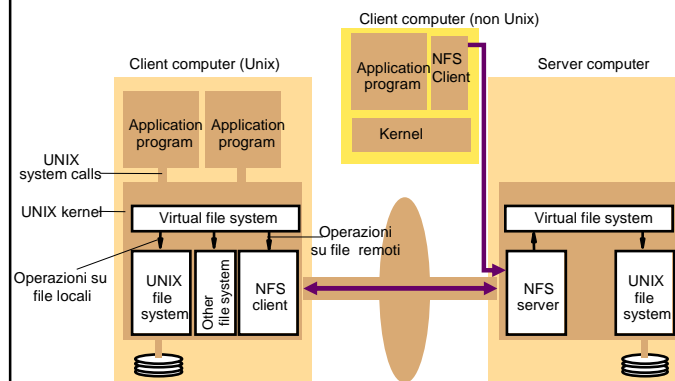 Client computer (non Unix)
Client computer (Unix)
Server computer
Application
program
NFS
Client
Kernel
Application
program
Application
program
UNIX
system calls
UNIX kernel
Virtual file system
Operazioni
su file remoti
Operazioni su
file locali
UNIX
file
system
Other
file system
NFS
client
Virtual file system
NFS
server
UNIX
file
system